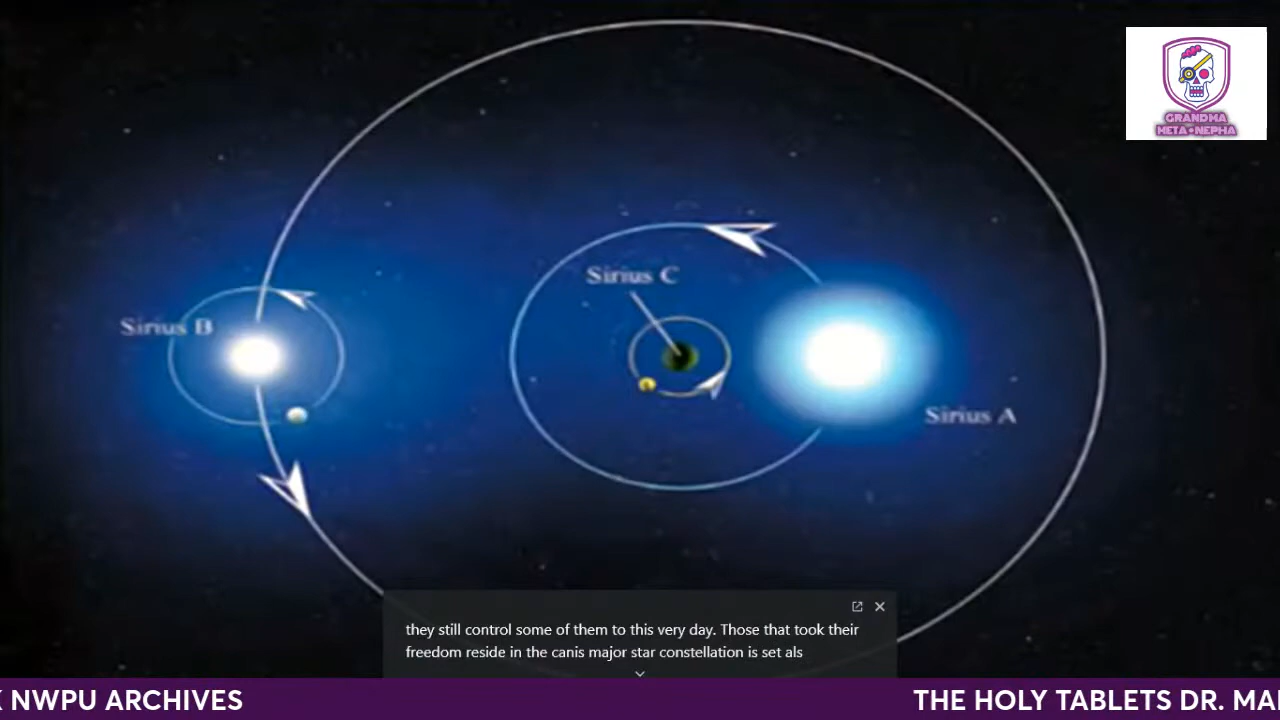 GRANDMA
META•NEPHA
Sirius C
Sirius B
Sirius A
they still control some of them to this very day. Those that took their
freedom reside in the canis major star constellation is set als
NWPU ARCHIVES
THE HOLY TABLETS DR.